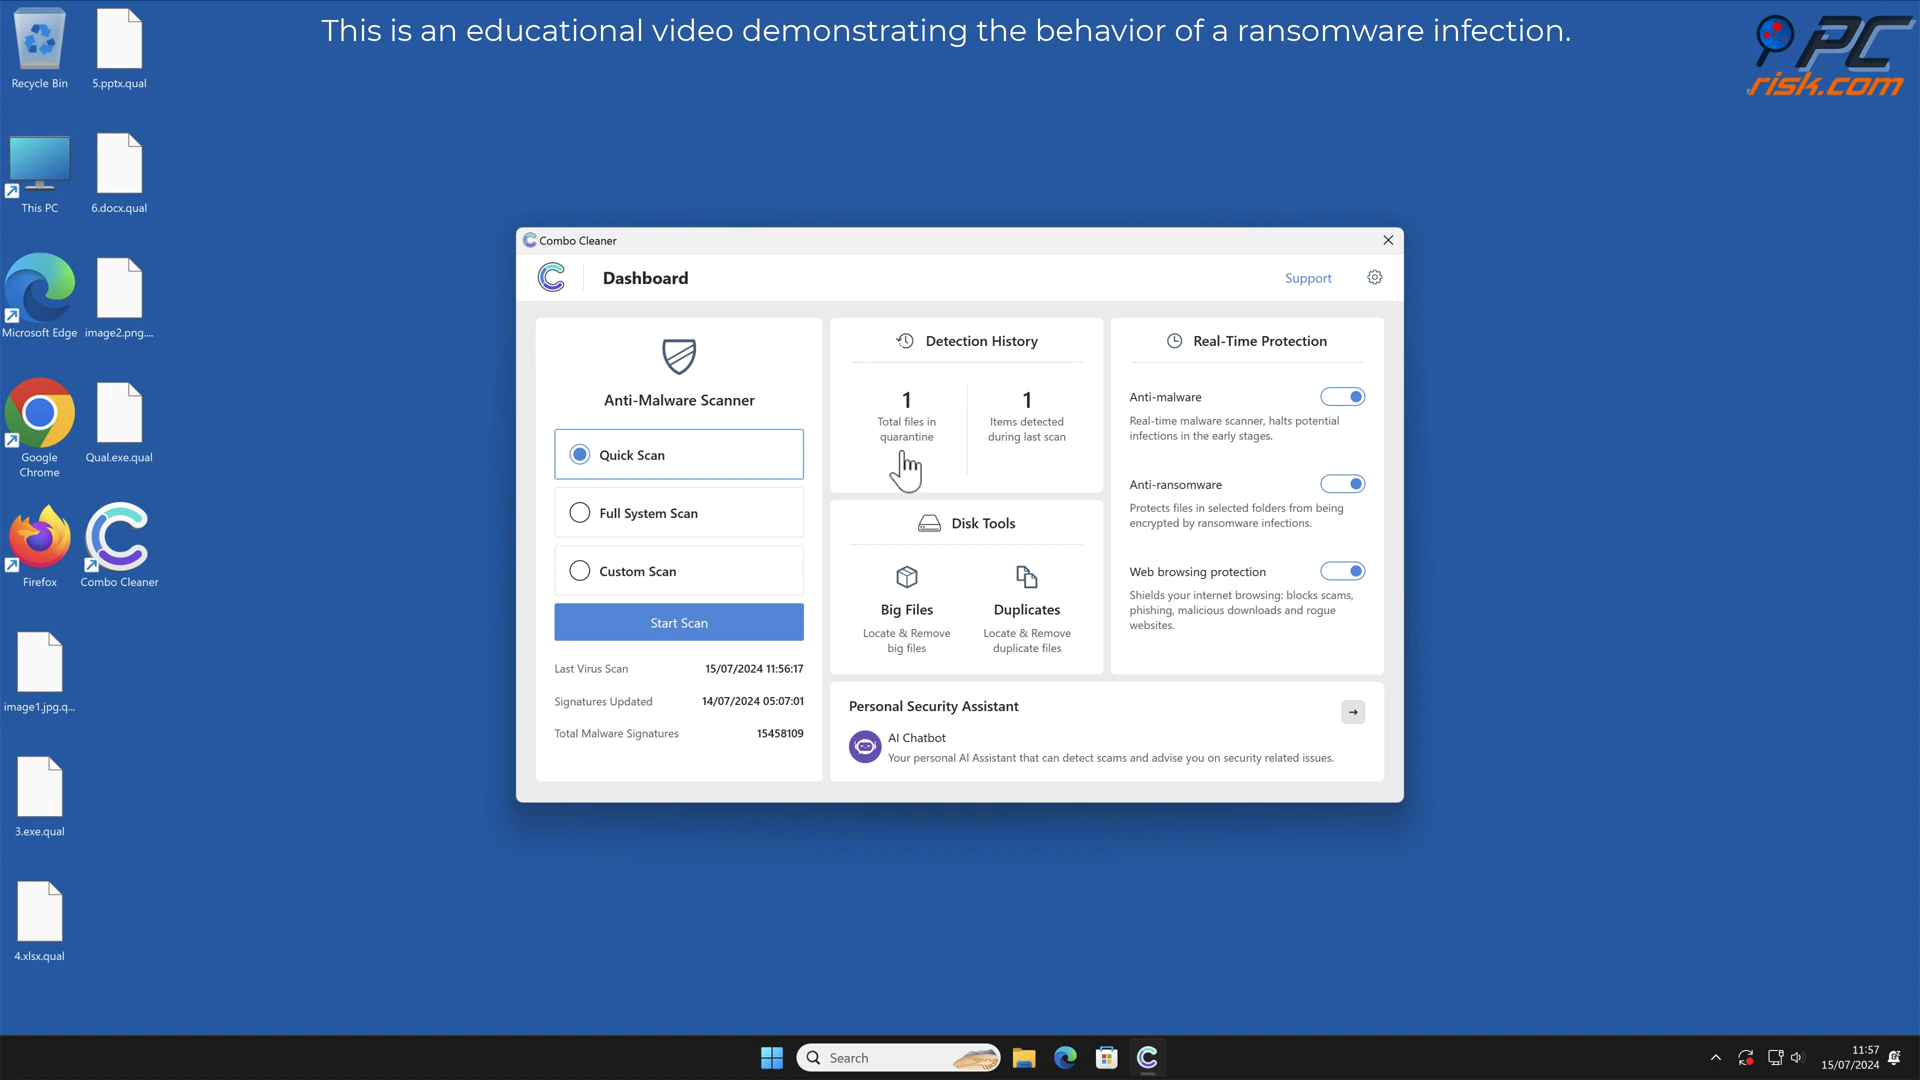 This is an educational video demonstrating the behavior of a ransomware infection.
PC
risk.com
Recycle Bin
5.pptx.qual
This PC
6.docx.qual
Microsoft Edge
image2.png....
Google
Chrome
Qual.exe.qual
Firefox
Combo Cleaner
image1.jpg.q...
3.exe.qual
4.xlsx.qual
Combo Cleaner
Dashboard
Support
Anti-Malware Scanner
Quick Scan
Full System Scan
Custom Scan
Start Scan
Last Virus Scan 15/07/2024 11:56:17
Signatures Updated 14/07/2024 05:07:01
Total Malware Signatures 15458109
Detection History
1
Total files in
quarantine
1
Items detected
during last scan
Disk Tools
Big Files
Locate & Remove
big files
Duplicates
Locate & Remove
duplicate files
Real-Time Protection
Anti-malware
Real-time malware scanner, halts potential
infections in the early stages.
Anti-ransomware
Protects files in selected folders from being
encrypted by ransomware infections.
Web browsing protection
Shields your internet browsing: blocks scams,
phishing, malicious downloads and rogue
websites.
Personal Security Assistant
AI Chatbot
Your personal AI Assistant that can detect scams and advise you on security related issues.
Search
11:57
15/07/2024